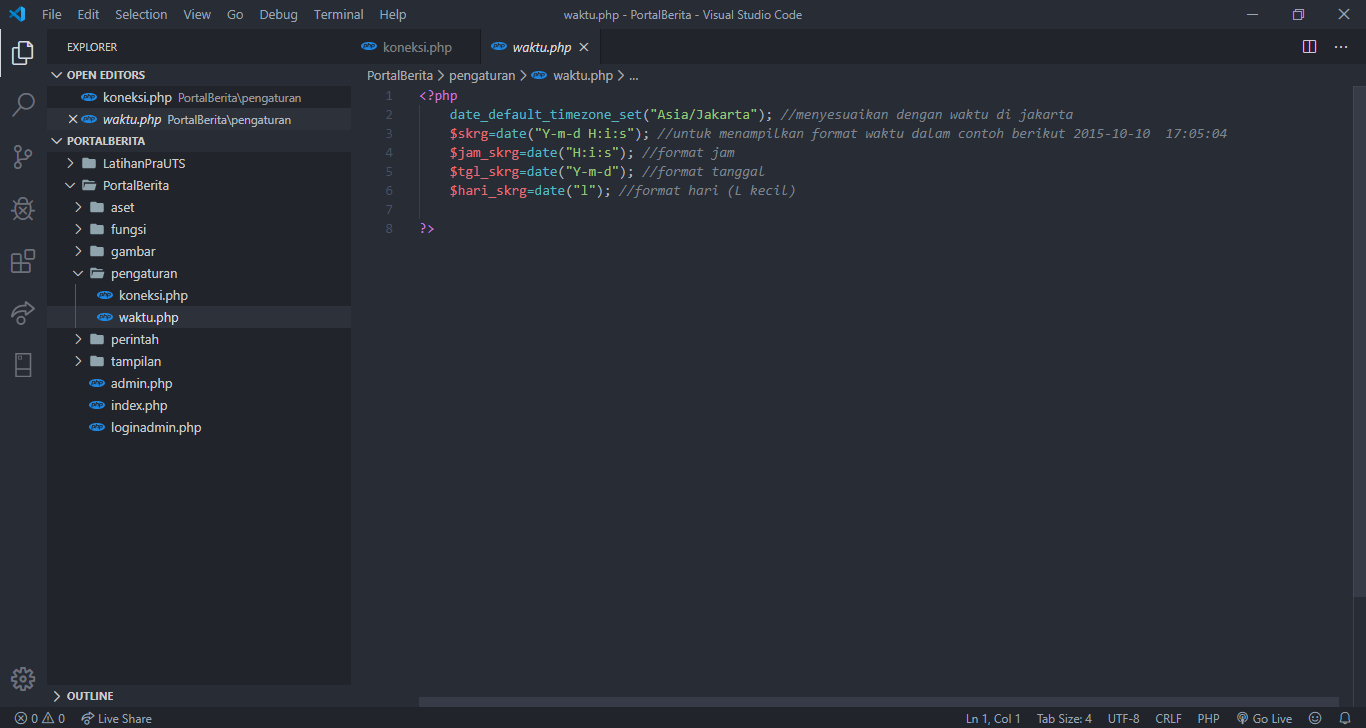 File Edit Selection View Go Debug Terminal Help
waktu.php - PortalBerita - Visual Studio Code
EXPLORER
OPEN EDITORS
koneksi.php PortalBerita\pengaturan
waktu.php PortalBerita\pengaturan
PORTALBERITA
LatihanPraUTS
PortalBerita
aset
fungsi
gambar
pengaturan
koneksi.php
waktu.php
perintah
tampilan
admin.php
index.php
loginadmin.php
OUTLINE
koneksi.php
waktu.php
PortalBerita > pengaturan > waktu.php > ...
1 <?php
2 date_default_timezone_set("Asia/Jakarta"); //menyesuaikan dengan waktu di jakarta
3 $skrg=date("Y-m-d H:i:s"); //untuk menampilkan format waktu dalam contoh berikut 2015-10-10  17:05:04
4 $jam_skrg=date("H:i:s"); //format jam
5 $tgl_skrg=date("Y-m-d"); //format tanggal
6 $hari_skrg=date("l"); //format hari (L kecil)
7
8 ?>
0 0 Live Share
Ln 1, Col 1 Tab Size: 4 UTF-8 CRLF PHP Go Live